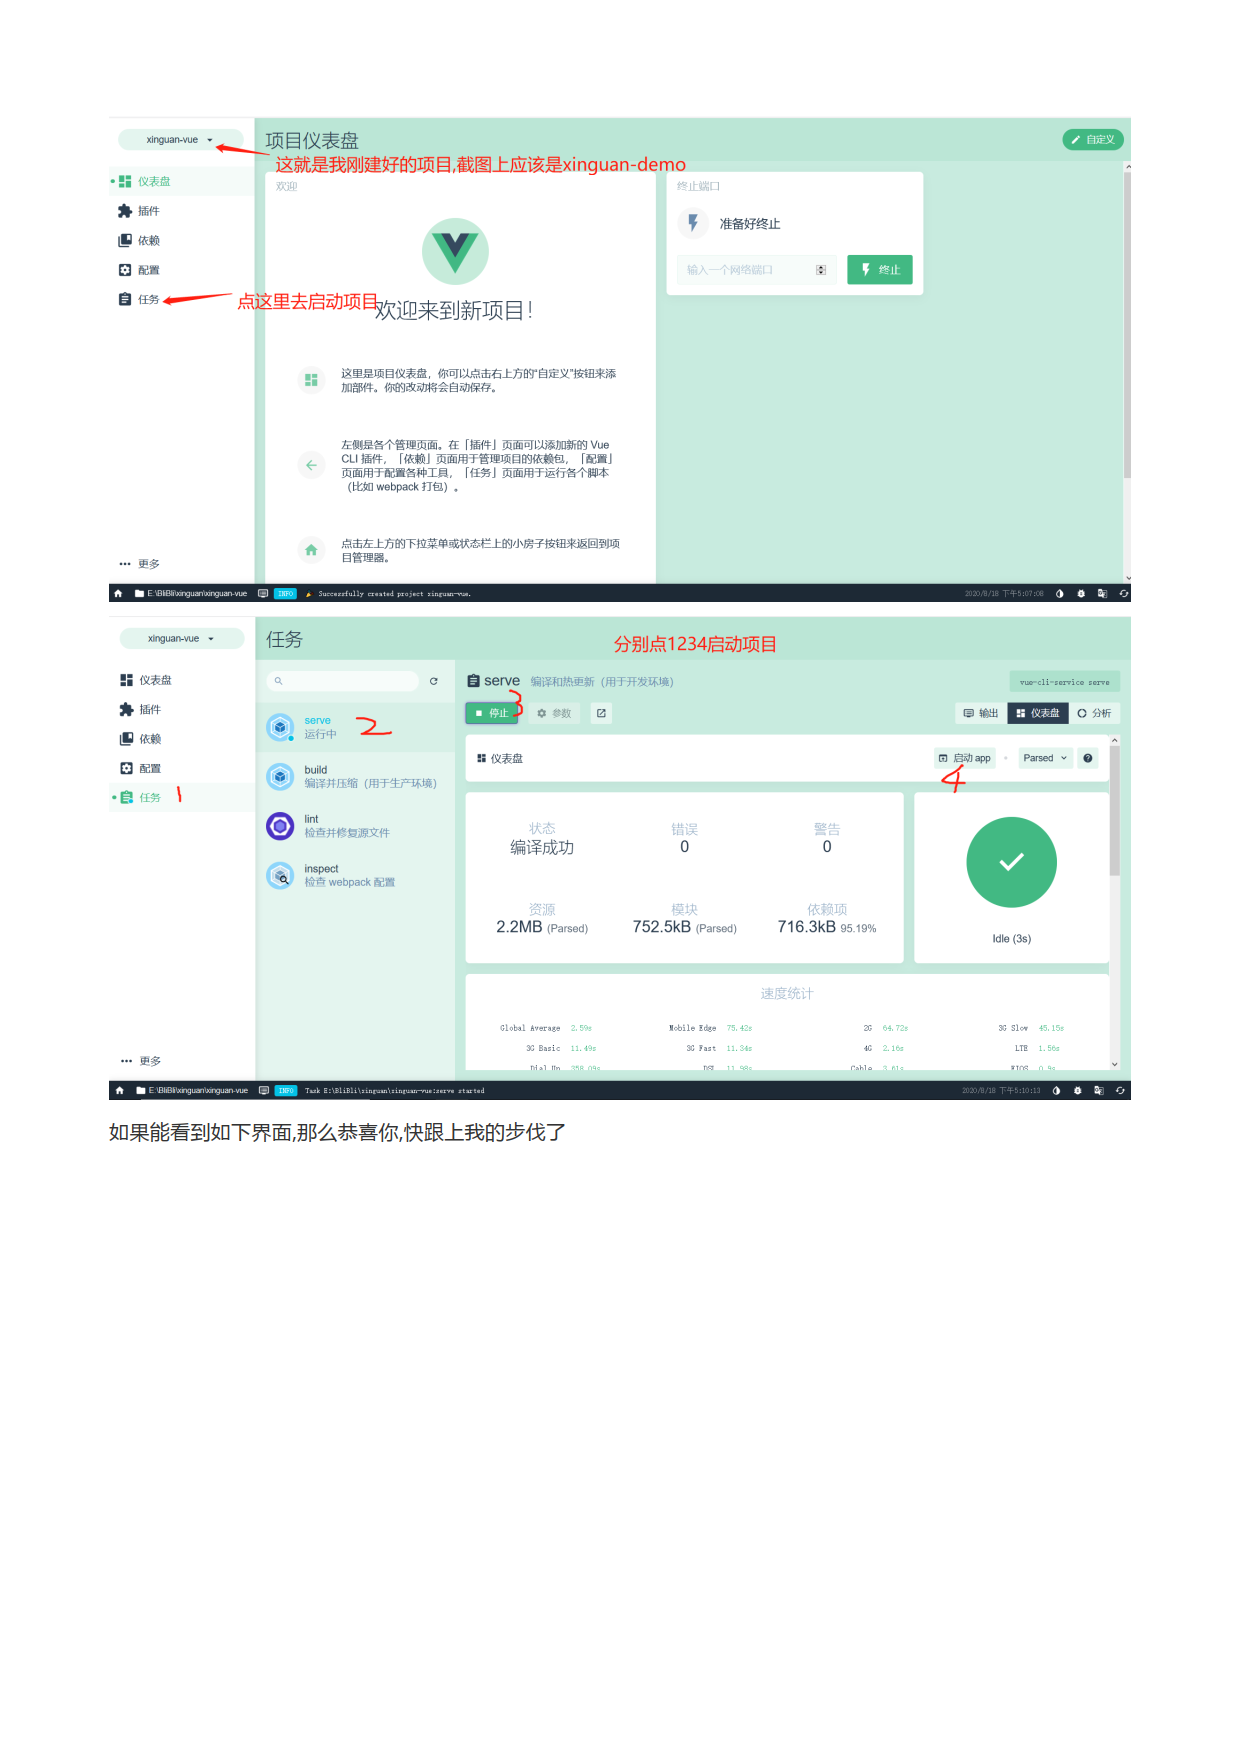 xinguan-vue
项目仪表盘
自定义
这就是我刚建好的项目,截图上应该是xinguan-demo
仪表盘
插件
依赖
配置
任务
点这里去启动项目
欢迎
欢迎来到新项目！
这里是项目仪表盘，你可以点击右上方的“自定义”按钮来添
加部件。你的改动将会自动保存。
左侧是各个管理页面。在「插件」页面可以添加新的 Vue
CLI 插件，「依赖」页面用于管理项目的依赖包，「配置」
页面用于配置各种工具，「任务」页面用于运行各个脚本
（比如 webpack 打包）。
点击左上方的下拉菜单或状态栏上的小房子按钮来返回到项
目管理器。
终止端口
准备好终止
输入一个网络端口
终止
更多
E:\BliBli\xinguan\xinguan-vue
INFO
Successfully created project xinguan-vue.
2020/8/18 下午5:07:08
xinguan-vue
任务
分别点1234启动项目
仪表盘
插件
依赖
配置
任务 1
serve
运行中
2
build
编译并压缩（用于生产环境）
lint
检查并修复源文件
inspect
检查 webpack 配置
serve 编译和热更新（用于开发环境）
vue-cli-service serve
停止 3
参数
输出 仪表盘 分析
仪表盘
启动 app
Parsed
4
状态 错误 警告
编译成功 0 0
资源 模块 依赖项
2.2MB (Parsed) 752.5kB (Parsed) 716.3kB 95.19%
Idle (3s)
速度统计
Global Average 2.59s Mobile Edge 75.42s 2G 64.72s 3G Slow 45.15s
3G Basic 11.49s 3G Fast 11.34s 4G 2.16s LTE 1.56s
Dial Up 258.09s DSL 11.98s Cable 3.61s FIOS 0.9s
更多
E:\BliBli\xinguan\xinguan-vue
INFO
Task E:\BliBli\xinguan\xinguan-vue:serve started
2020/8/18 下午5:10:13
如果能看到如下界面,那么恭喜你,快跟上我的步伐了